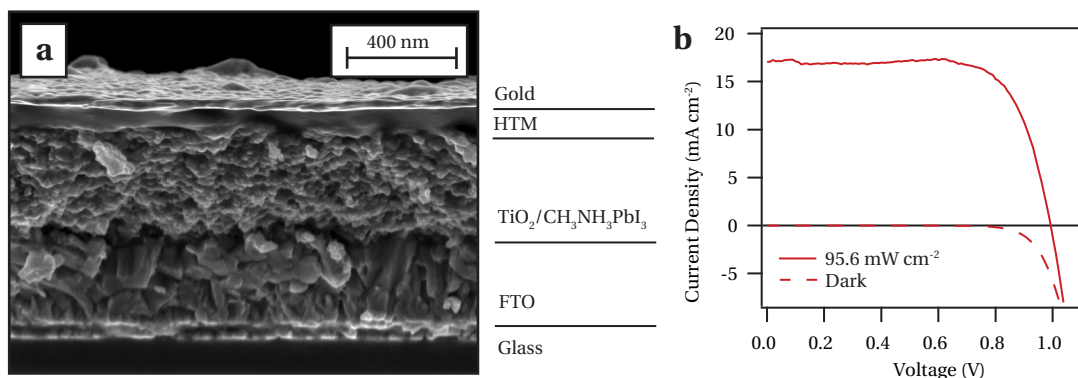 a
400 nm
Gold
HTM
TiO₂/CH₃NH₃PbI₃
FTO
Glass
b
20
15
10
5
0
-5
Current Density (mA cm⁻²)
95.6 mW cm⁻²
Dark
0.0 0.2 0.4 0.6 0.8 1.0
Voltage (V)